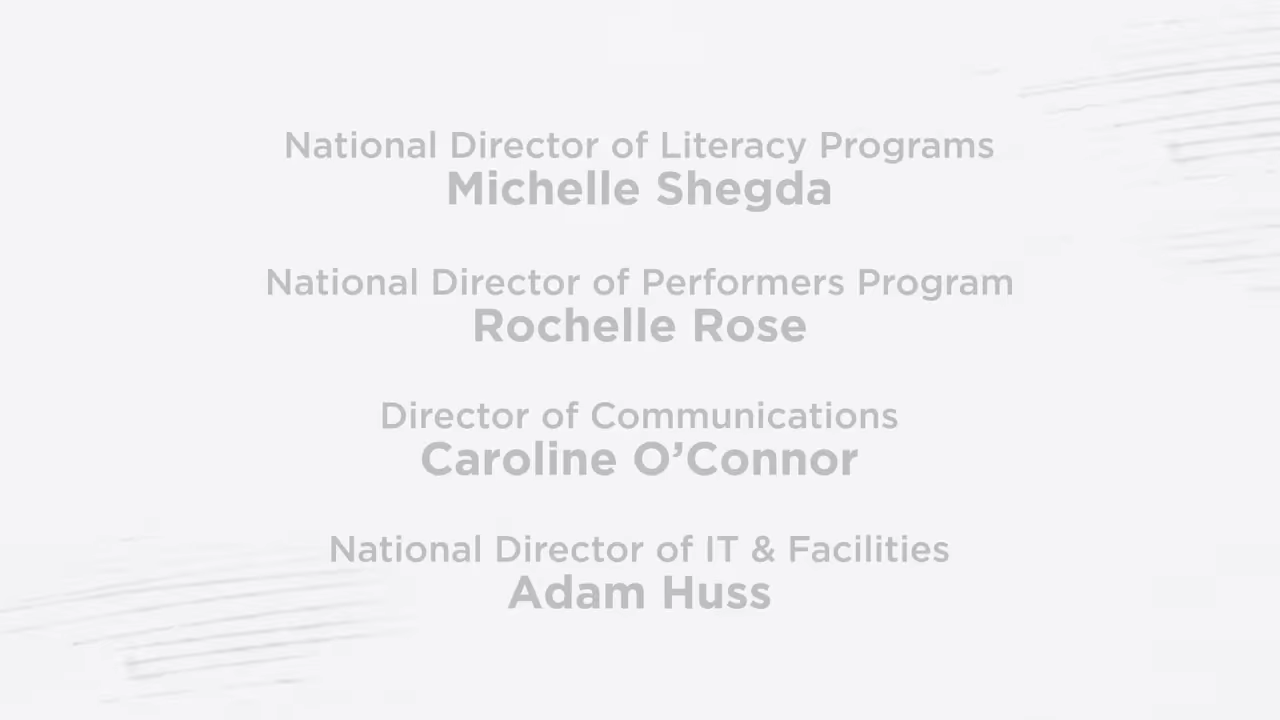 National Director of Literacy Programs
Michelle Shegda
National Director of Performers Program
Rochelle Rose
Director of Communications
Caroline O’Connor
National Director of IT & Facilities
Adam Huss